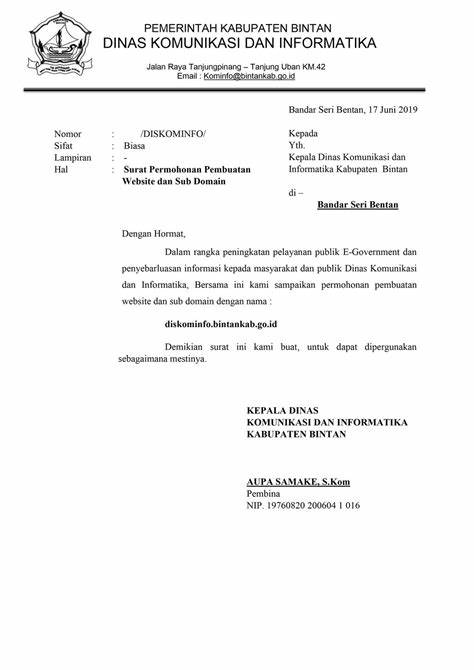 PEMERINTAH KABUPATEN BINTAN
DINAS KOMUNIKASI DAN INFORMATIKA
Jalan Raya Tanjungpinang – Tanjung Uban KM.42
Email : Kominfo@bintankab.go.id
Bandar Seri Bentan, 17 Juni 2019
Nomor : /DISKOMINFO/
Sifat : Biasa
Lampiran : -
Hal : Surat Permohonan Pembuatan
Website dan Sub Domain
Kepada
Yth.
Kepala Dinas Komunikasi dan
Informatika Kabupaten Bintan
di –
Bandar Seri Bentan
Dengan Hormat,
Dalam rangka peningkatan pelayanan publik E-Government dan
penyebarluasan informasi kepada masyarakat dan publik Dinas Komunikasi
dan Informatika, Bersama ini kami sampaikan permohonan pembuatan
website dan sub domain dengan nama :
diskominfo.bintankab.go.id
Demikian surat ini kami buat, untuk dapat dipergunakan
sebagaimana mestinya.
KEPALA DINAS
KOMUNIKASI DAN INFORMATIKA
KABUPATEN BINTAN
AUPA SAMAKE, S.Kom
Pembina
NIP. 19760820 200604 1 016